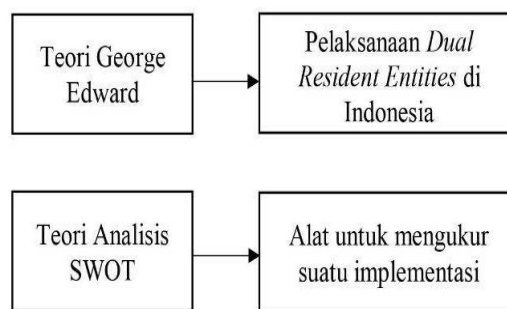 Teori George
Edward
Pelaksanaan Dual
Resident Entities di
Indonesia
Teori Analisis
SWOT
Alat untuk mengukur
suatu implementasi